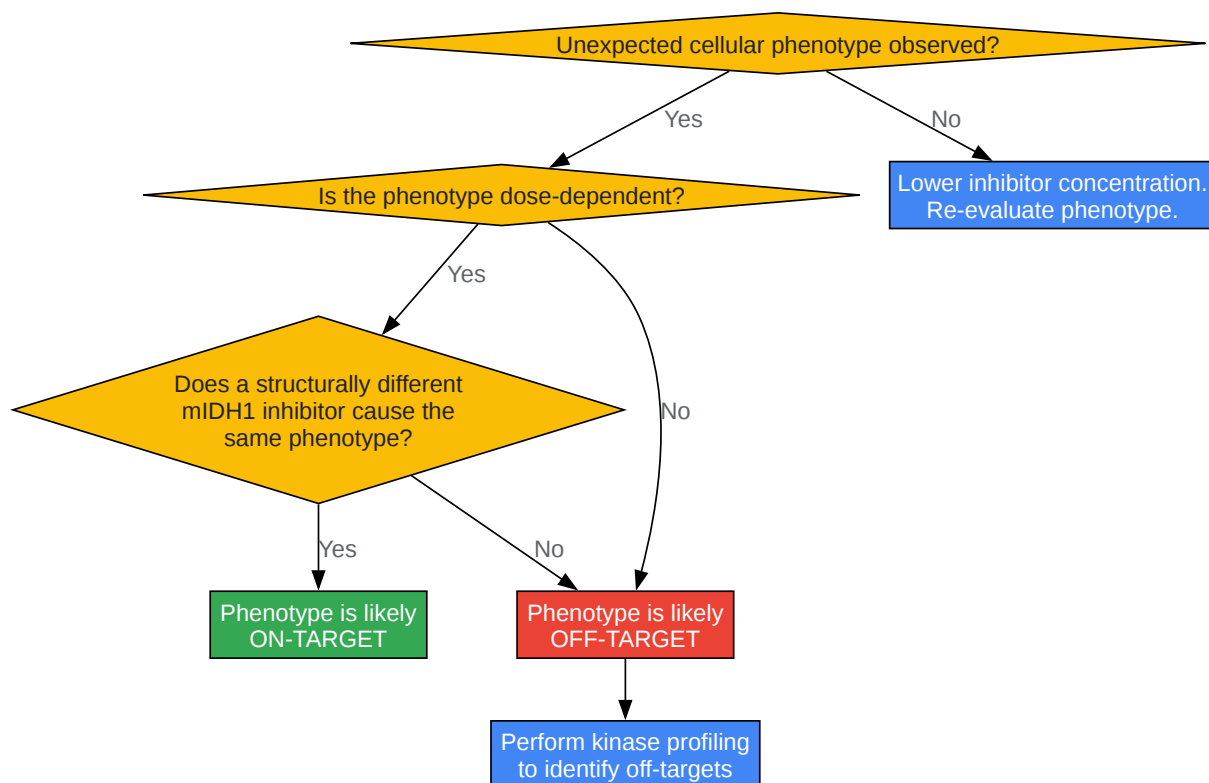 Unexpected cellular phenotype observed?
Yes
No
Is the phenotype dose-dependent?
Lower inhibitor concentration.
Re-evaluate phenotype.
Yes
No
Does a structurally different
mIDH1 inhibitor cause the
same phenotype?
Yes
No
Phenotype is likely
ON-TARGET
Phenotype is likely
OFF-TARGET
Perform kinase profiling
to identify off-targets